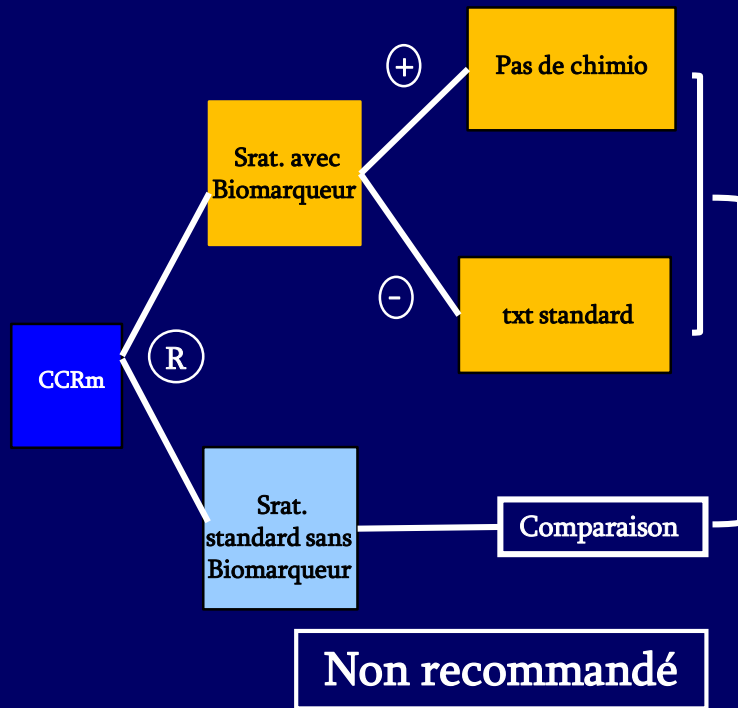 +
Pas de chimio
Srat. avec
Biomarqueur
-
txt standard
R
CCRm
Srat.
standard sans
Biomarqueur
Comparaison
Non recommandé